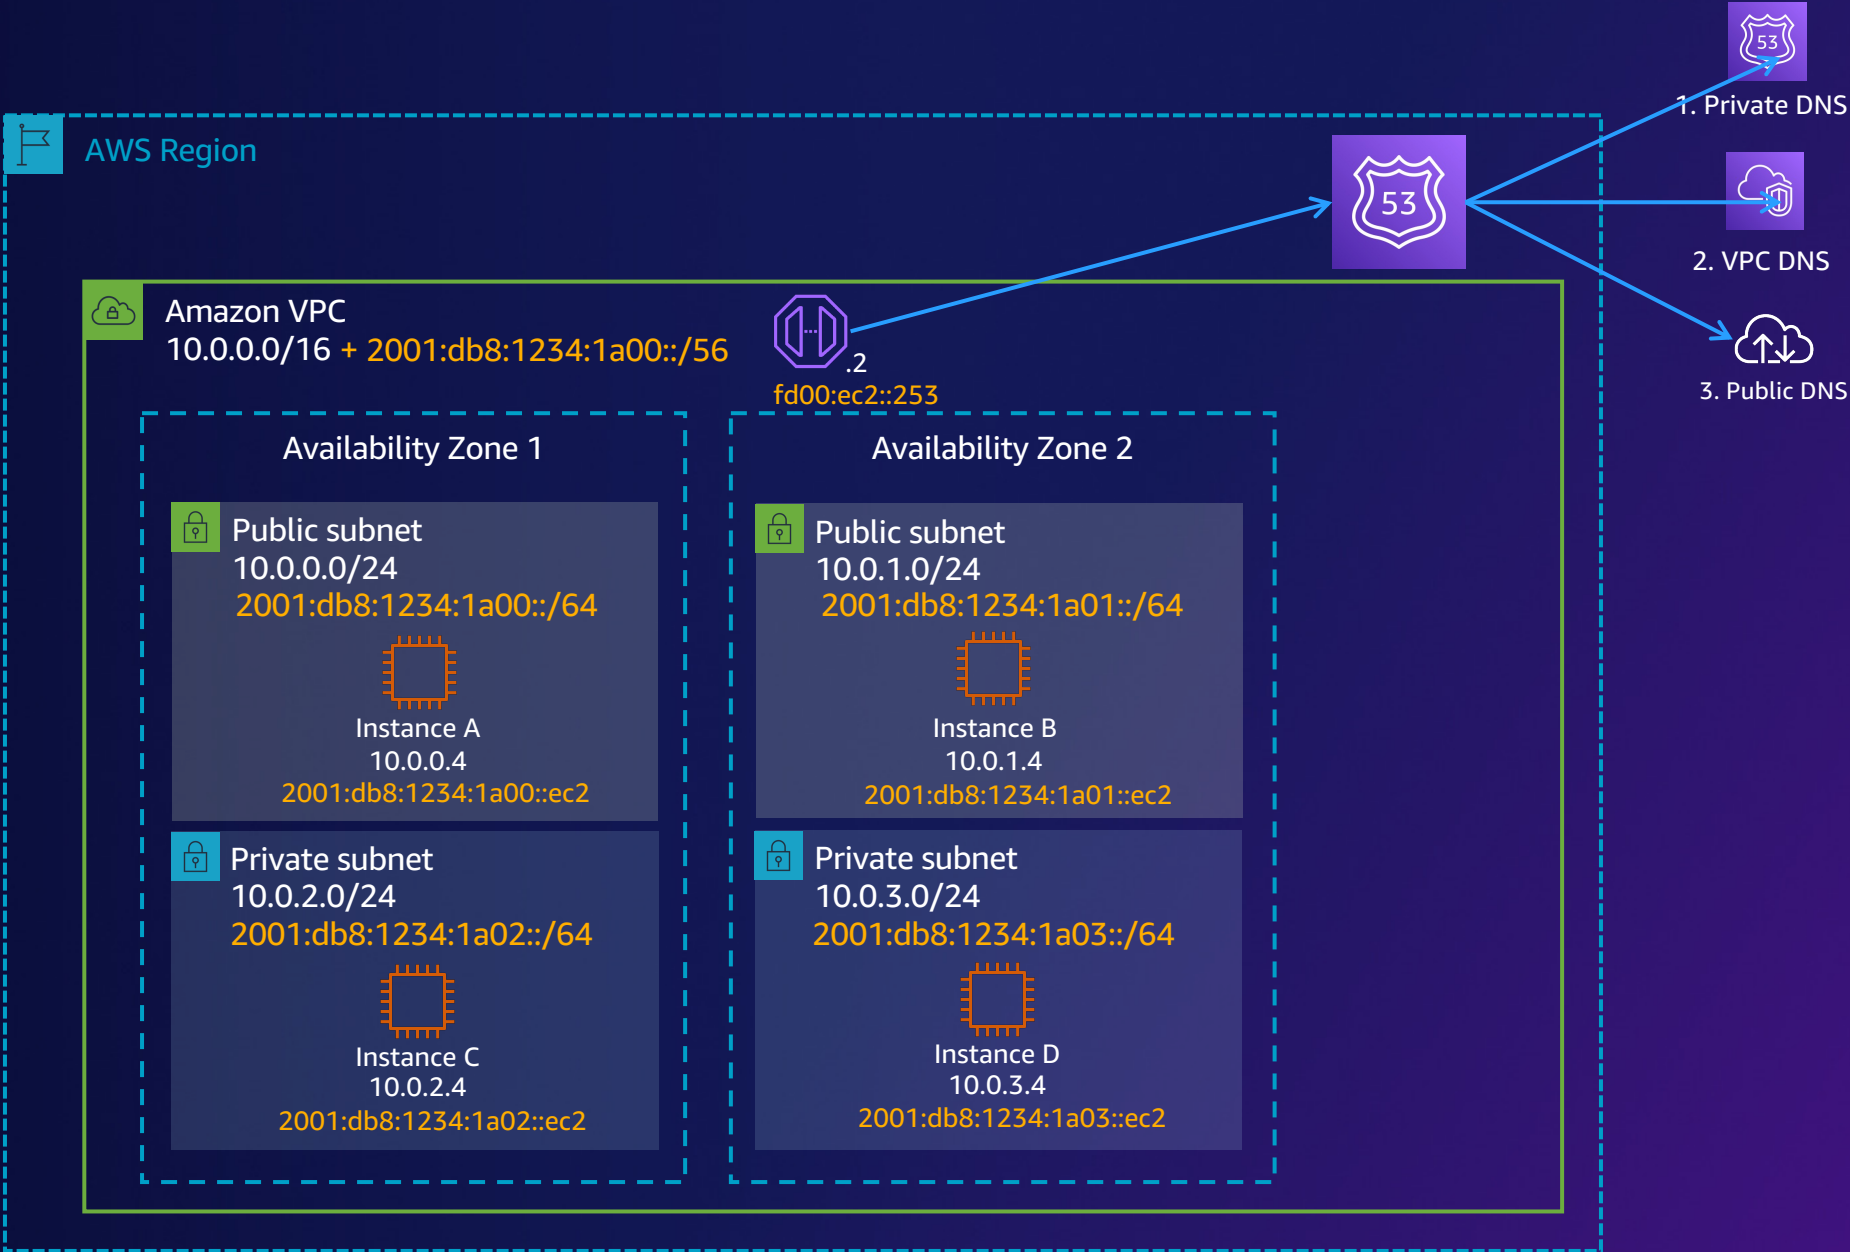 53
1. Private DNS
AWS Region
53
2. VPC DNS
Amazon VPC
10.0.0.0/16 + 2001:db8:1234:1a00::/56
.2
fd00:ec2::253
3. Public DNS
Availability Zone 1
Public subnet
10.0.0.0/24
2001:db8:1234:1a00::/64
Instance A
10.0.0.4
2001:db8:1234:1a00::ec2
Private subnet
10.0.2.0/24
2001:db8:1234:1a02::/64
Instance C
10.0.2.4
2001:db8:1234:1a02::ec2
Availability Zone 2
Public subnet
10.0.1.0/24
2001:db8:1234:1a01::/64
Instance B
10.0.1.4
2001:db8:1234:1a01::ec2
Private subnet
10.0.3.0/24
2001:db8:1234:1a03::/64
Instance D
10.0.3.4
2001:db8:1234:1a03::ec2